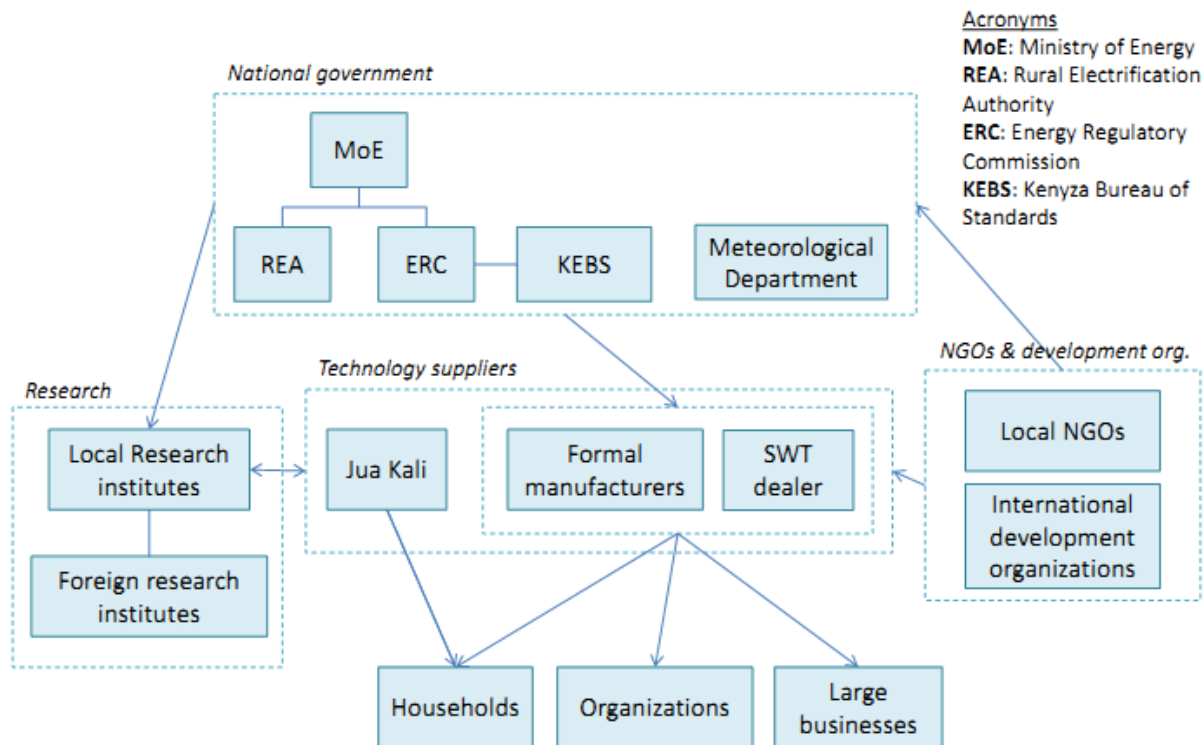 Acronyms
MoE: Ministry of Energy
REA: Rural Electrification
Authority
ERC: Energy Regulatory
Commission
KEBS: Kenyza Bureau of
Standards
National government
MoE
REA
ERC
KEBS
Meteorological
Department
NGOs & development org.
Technology suppliers
Research
Local Research
institutes
Foreign research
institutes
Jua Kali
Formal
manufacturers
SWT
dealer
Local NGOs
International
development
organizations
Households
Organizations
Large
businesses